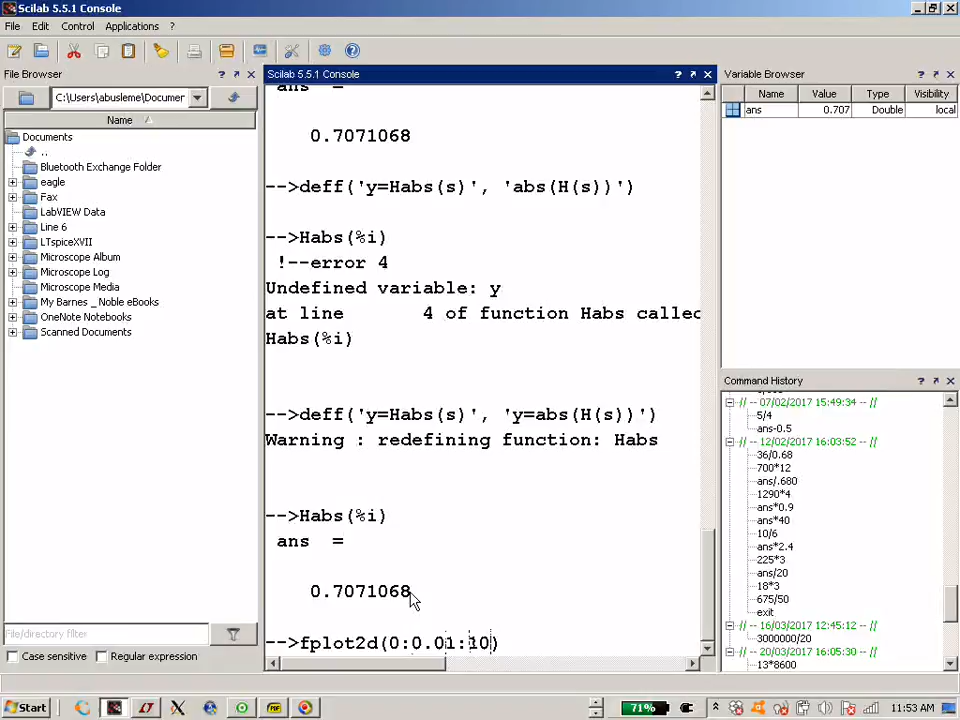 Scilab 5.5.1 Console
File Edit Control Applications ?
File Browser ? 
C:\Users\abusleme\Documer
Name
Documents
..
Bluetooth Exchange Folder
eagle
Fax
LabVIEW Data
Line 6
LTspiceXVII
Microscope Album
Microscope Log
Microscope Media
My Barnes _ Noble eBooks
OneNote Notebooks
Scanned Documents
File/directory filter
Case sensitive Regular expression
Scilab 5.5.1 Console ?
ans =
0.7071068
-->deff('y=Habs(s)', 'abs(H(s))')
-->Habs(%i)
!--error 4
Undefined variable: y
at line 4 of function Habs callec
Habs(%i)
-->deff('y=Habs(s)', 'y=abs(H(s))')
Warning : redefining function: Habs
-->Habs(%i)
ans =
0.7071068
-->fplot2d(0:0.01:10)
Variable Browser ?
Name Value Type Visibility
ans 0.707 Double local
Command History ?
// -- 07/02/2017 15:49:34 -- //
5/4
ans-0.5
// -- 12/02/2017 16:03:52 -- //
36/0.68
700*12
ans/.680
1290*4
ans*0.9
ans*40
10/6
ans*2.4
225*3
ans/20
18*3
675/50
exit
// -- 16/03/2017 12:45:12 -- //
3000000/20
// -- 20/03/2017 16:05:30 -- //
13*8600
Start
71%
11:53 AM